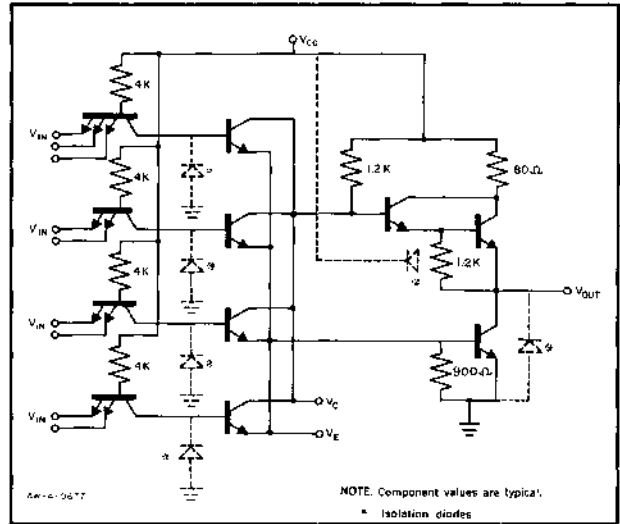 VCC
4K
VIN
4K
1.2K
80Ω
VIN
4K
1.2K
VOUT
VIN
4K
900Ω
VIN
VC
VE
NOTE. Component values are typical.
* Isolation diodes